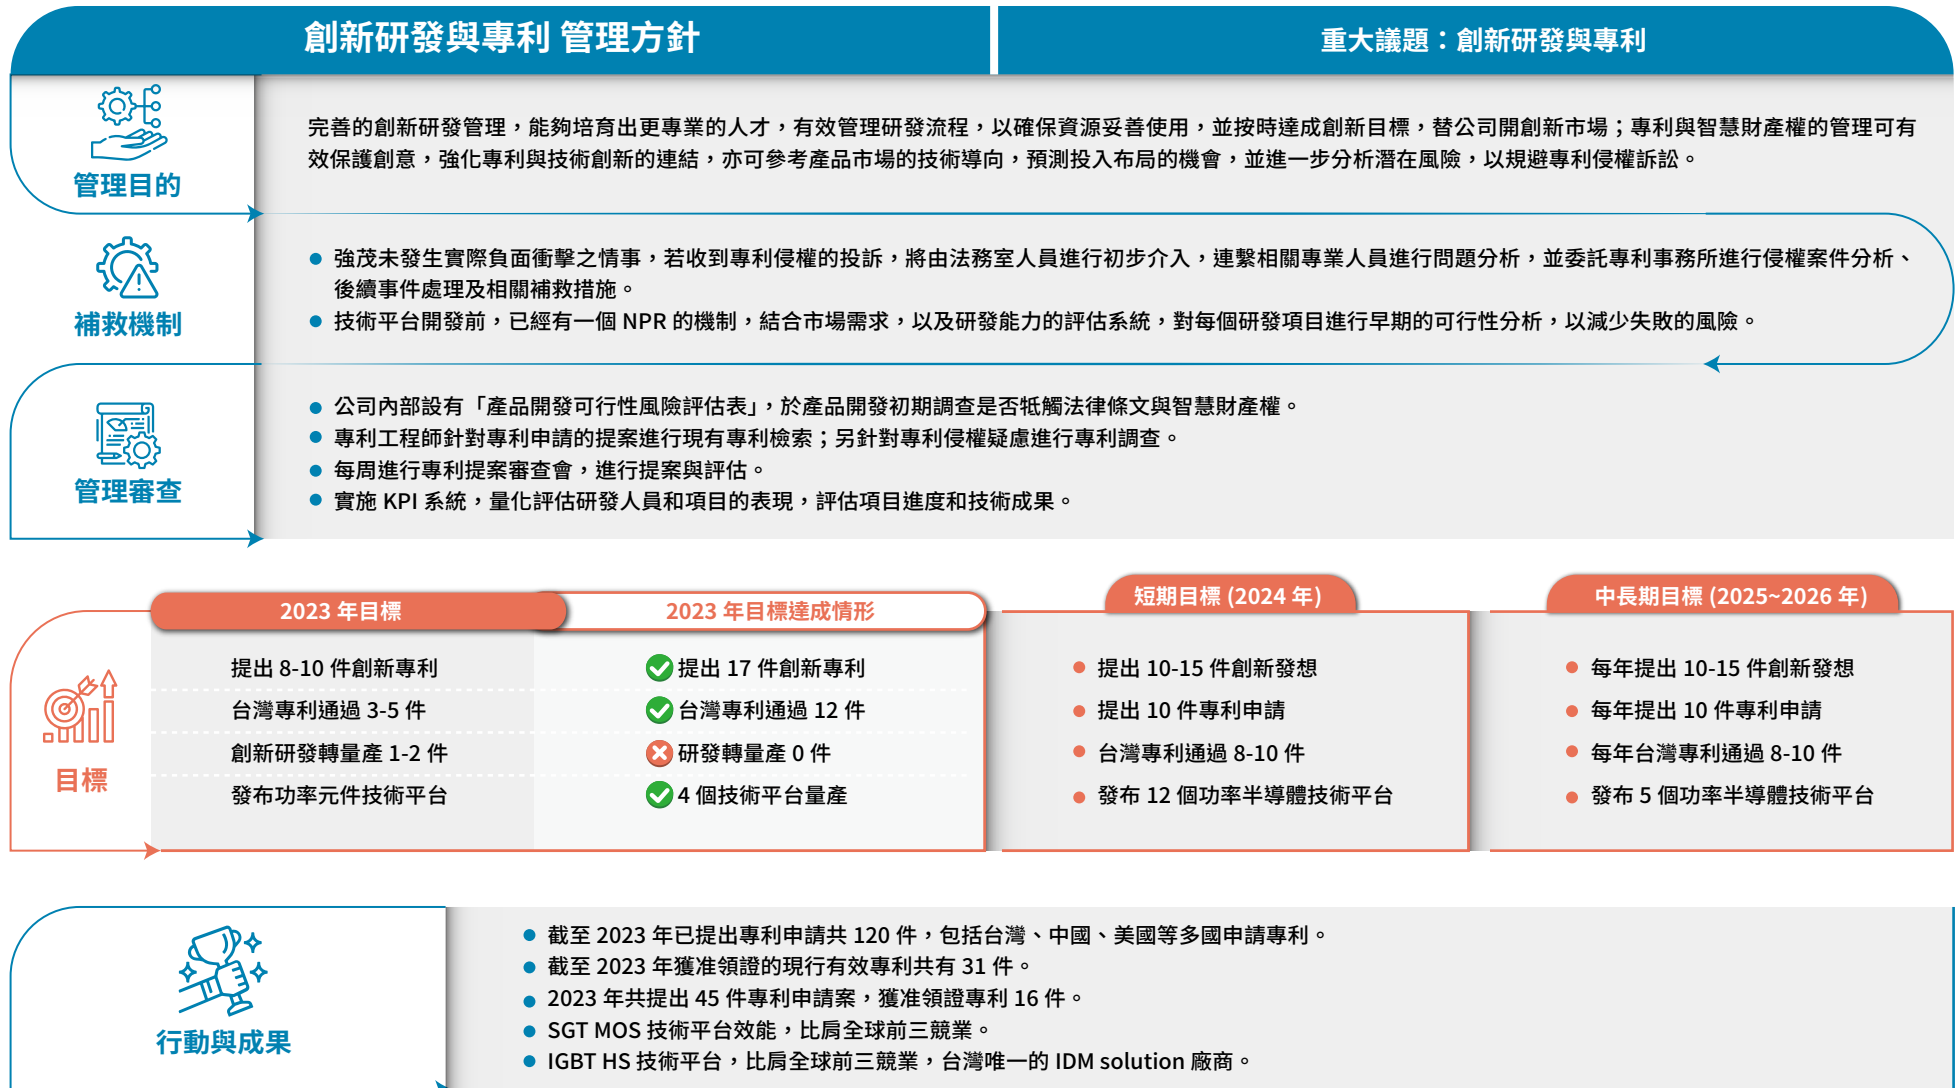 創新研發與專利 管理方針
重大議題：創新研發與專利
管理目的
完善的創新研發管理，能夠培育出更專業的人才，有效管理研發流程，以確保資源妥善使用，並按時達成創新目標，替公司開創新市場；專利與智慧財產權的管理可有
效保護創意，強化專利與技術創新的連結，亦可參考產品市場的技術導向，預測投入布局的機會，並進一步分析潛在風險，以規避專利侵權訴訟。
補救機制
● 強茂未發生實際負面衝擊之情事，若收到專利侵權的投訴，將由法務室人員進行初步介入，連繫相關專業人員進行問題分析，並委託專利事務所進行侵權案件分析、
後續事件處理及相關補救措施。
● 技術平台開發前，已經有一個 NPR 的機制，結合市場需求，以及研發能力的評估系統，對每個研發項目進行早期的可行性分析，以減少失敗的風險。
管理審查
● 公司內部設有「產品開發可行性風險評估表」，於產品開發初期調查是否牴觸法律條文與智慧財產權。
● 專利工程師針對專利申請的提案進行現有專利檢索；另針對專利侵權疑慮進行專利調查。
● 每周進行專利提案審查會，進行提案與評估。
● 實施 KPI 系統，量化評估研發人員和項目的表現，評估項目進度和技術成果。
目標
2023 年目標
提出 8-10 件創新專利
台灣專利通過 3-5 件
創新研發轉量產 1-2 件
發布功率元件技術平台
2023 年目標達成情形
提出 17 件創新專利
台灣專利通過 12 件
研發轉量產 0 件
4 個技術平台量產
短期目標 (2024 年)
● 提出 10-15 件創新發想
● 提出 10 件專利申請
● 台灣專利通過 8-10 件
● 發布 12 個功率半導體技術平台
中長期目標 (2025~2026 年)
● 每年提出 10-15 件創新發想
● 每年提出 10 件專利申請
● 每年台灣專利通過 8-10 件
● 發布 5 個功率半導體技術平台
行動與成果
● 截至 2023 年已提出專利申請共 120 件，包括台灣、中國、美國等多國申請專利。
● 截至 2023 年獲准領證的現行有效專利共有 31 件。
● 2023 年共提出 45 件專利申請案，獲准領證專利 16 件。
● SGT MOS 技術平台效能，比肩全球前三競業。
● IGBT HS 技術平台，比肩全球前三競業，台灣唯一的 IDM solution 廠商。